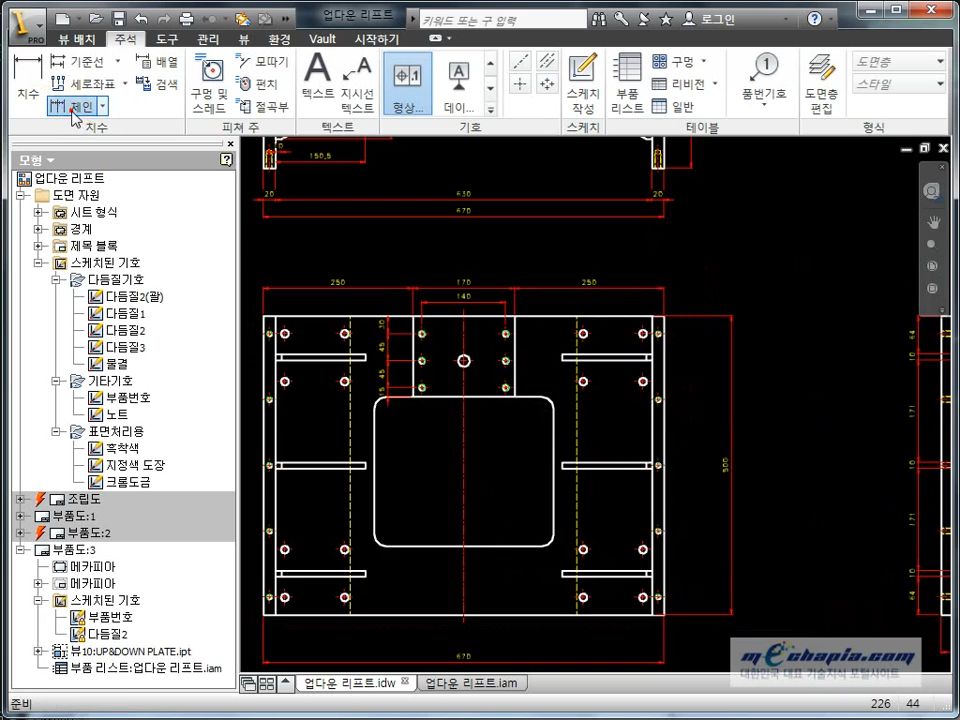 PRO
업다운 리프트
키워드 또는 구 입력
로그인
뷰 배치
주석
도구
관리
뷰
환경
Vault
시작하기
치수
기준선
배열
세로좌표
검색
체인
치수
구멍 및
스레드
모따기
펀치
절곡부
피쳐 주
텍스트
지시선
텍스트
텍스트
형상...
데이...
기호
스케치
작성
스케치
부품
리스트
구멍
리비전
일반
테이블
품번기호
도면층
편집
도면층
스타일
형식
모형
업다운 리프트
도면 자원
시트 형식
경계
제목 블록
스케치된 기호
다듬질기호
다듬질2(괄)
다듬질1
다듬질2
다듬질3
물결
기타기호
부품번호
노트
표면처리용
흑착색
지정색 도장
크롬도금
조립도
부품도:1
부품도:2
부품도:3
메카피아
메카피아
스케치된 기호
부품번호
다듬질2
뷰10:UP&DOWN PLATE.ipt
부품 리스트:업다운 리프트.iam
150,5
20
630
20
670
250
170
250
140
30
45
45
15
500
670
64
10
171
10
171
10
64
mechapia.com
대한민국 대표 기술지식 포털사이트
업다운 리프트.idw
업다운 리프트.iam
준비
226
44